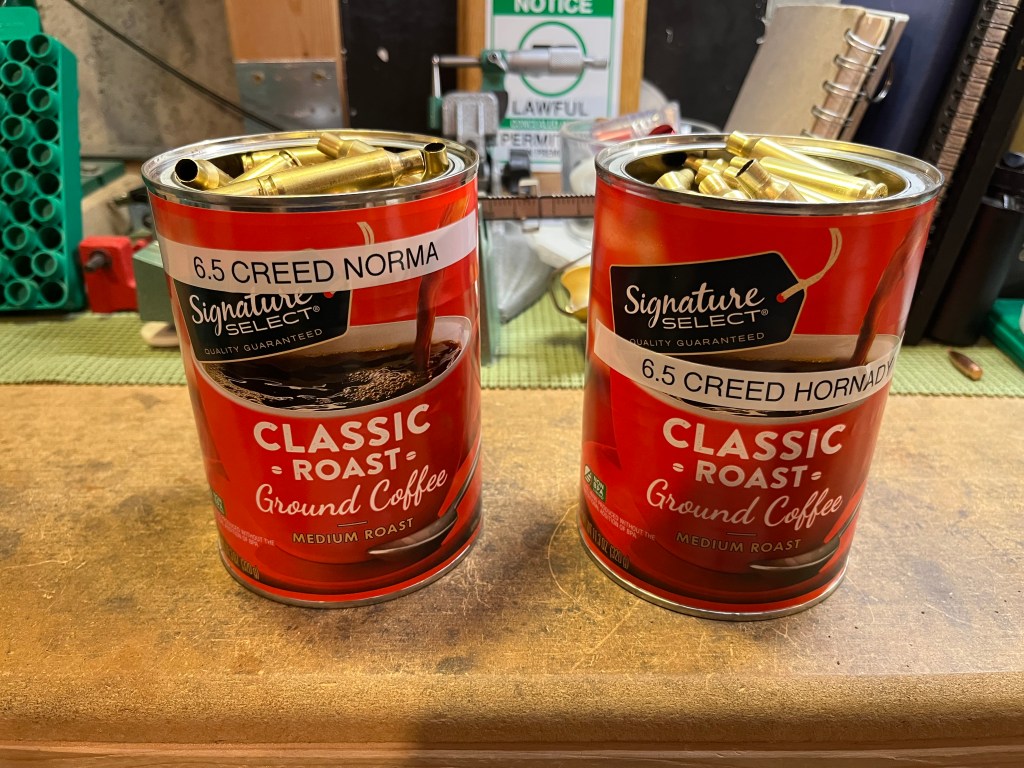 NOTICE
LAWFUL
6.5 CREED NORMA
Signature
SELECT®
QUALITY GUARANTEED
CLASSIC
ROAST
Ground Coffee
MEDIUM ROAST
Signature
SELECT®
QUALITY GUARANTEED
6.5 CREED HORNADY
CLASSIC
ROAST
Ground Coffee
MEDIUM ROAST